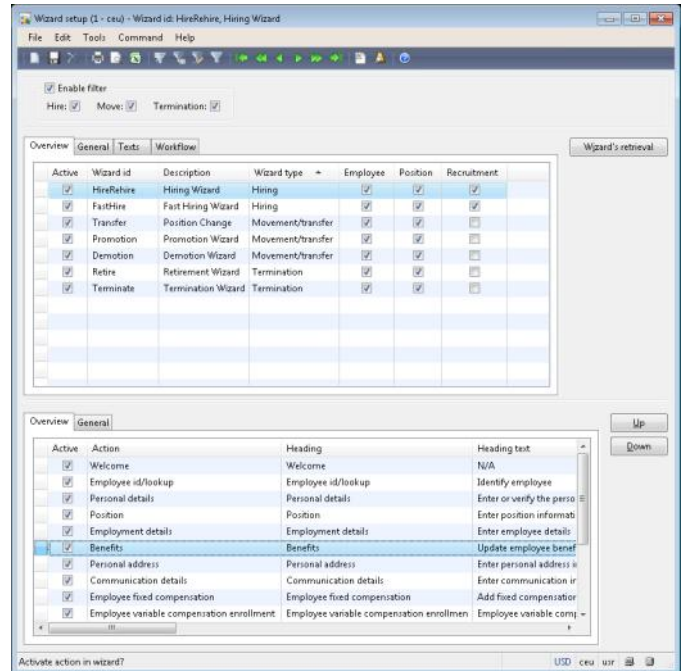 Wizard setup (1 - ceu) - Wizard id: HireRehire, Hiring Wizard
File Edit Tools Command Help
Enable filter
Hire: Move: Termination:
Overview General Texts Workflow Wizard's retrieval
Active Wizard id Description Wizard type Employee Position Recruitment
HireRehire Hiring Wizard Hiring
FastHire Fast Hiring Wizard Hiring
Transfer Position Change Movement/transfer
Promotion Promotion Wizard Movement/transfer
Demotion Demotion Wizard Movement/transfer
Retire Retirement Wizard Termination
Terminate Termination Wizard Termination
Overview General Up
Down
Active Action Heading Heading text
Welcome Welcome N/A
Employee id/lookup Employee id/lookup Identify employee
Personal details Personal details Enter or verify the perso
Position Position Enter position informati
Employment details Employment details Enter employee details
Benefits Benefits Update employee benef
Personal address Personal address Enter personal address
Communication details Communication details Enter communication
Employee fixed compensation Employee fixed compensation Add fixed compensation
Employee variable compensation enrollment Employee variable compensation enrollmen Employee variable
Activate action in wizard? USD ceu usr